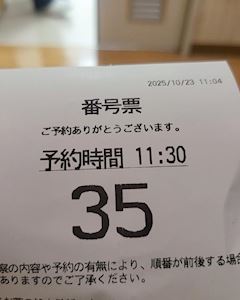 2025/10/23 11:04
番号票
ご予約ありがとうございます。
予約時間 11:30
35
察の内容や予約の有無により、順番が前後する場合
ありますのでご了承ください。